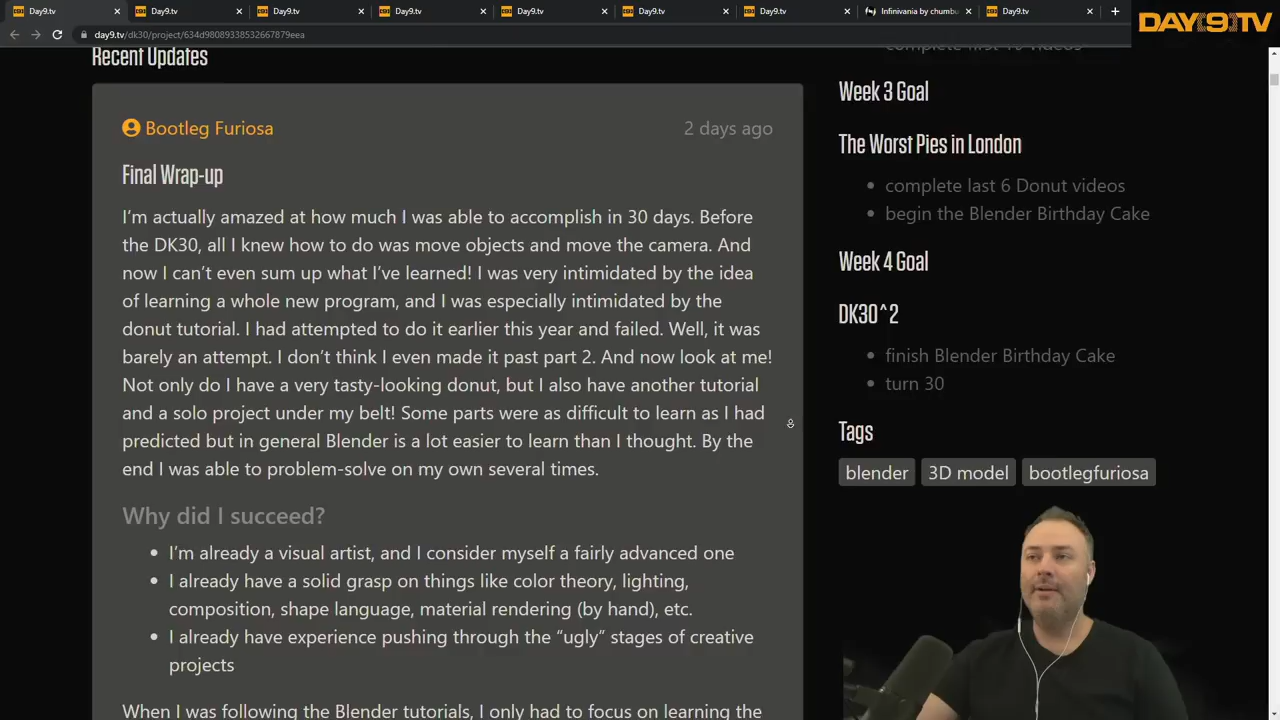 Day9.tv
Day9.tv
Day9.tv
Day9.tv
Day9.tv
Day9.tv
Day9.tv
Infinivania by chumb
Day9.tv
DAY[9].TV
day9.tv/dk30/project/634d98089338532667879eea
Recent Updates
Bootleg Furiosa
2 days ago
Final Wrap-up
I'm actually amazed at how much I was able to accomplish in 30 days. Before
the DK30, all I knew how to do was move objects and move the camera. And
now I can't even sum up what I've learned! I was very intimidated by the idea
of learning a whole new program, and I was especially intimidated by the
donut tutorial. I had attempted to do it earlier this year and failed. Well, it was
barely an attempt. I don't think I even made it past part 2. And now look at me!
Not only do I have a very tasty-looking donut, but I also have another tutorial
and a solo project under my belt! Some parts were as difficult to learn as I had
predicted but in general Blender is a lot easier to learn than I thought. By the
end I was able to problem-solve on my own several times.
Why did I succeed?
I'm already a visual artist, and I consider myself a fairly advanced one
I already have a solid grasp on things like color theory, lighting,
composition, shape language, material rendering (by hand), etc.
I already have experience pushing through the "ugly" stages of creative
projects
When I was following the Blender tutorials, I only had to focus on learning the
complete first 10 videos
Week 3 Goal
The Worst Pies in London
complete last 6 Donut videos
begin the Blender Birthday Cake
Week 4 Goal
DK30^2
finish Blender Birthday Cake
turn 30
Tags
blender
3D model
bootlegfuriosa